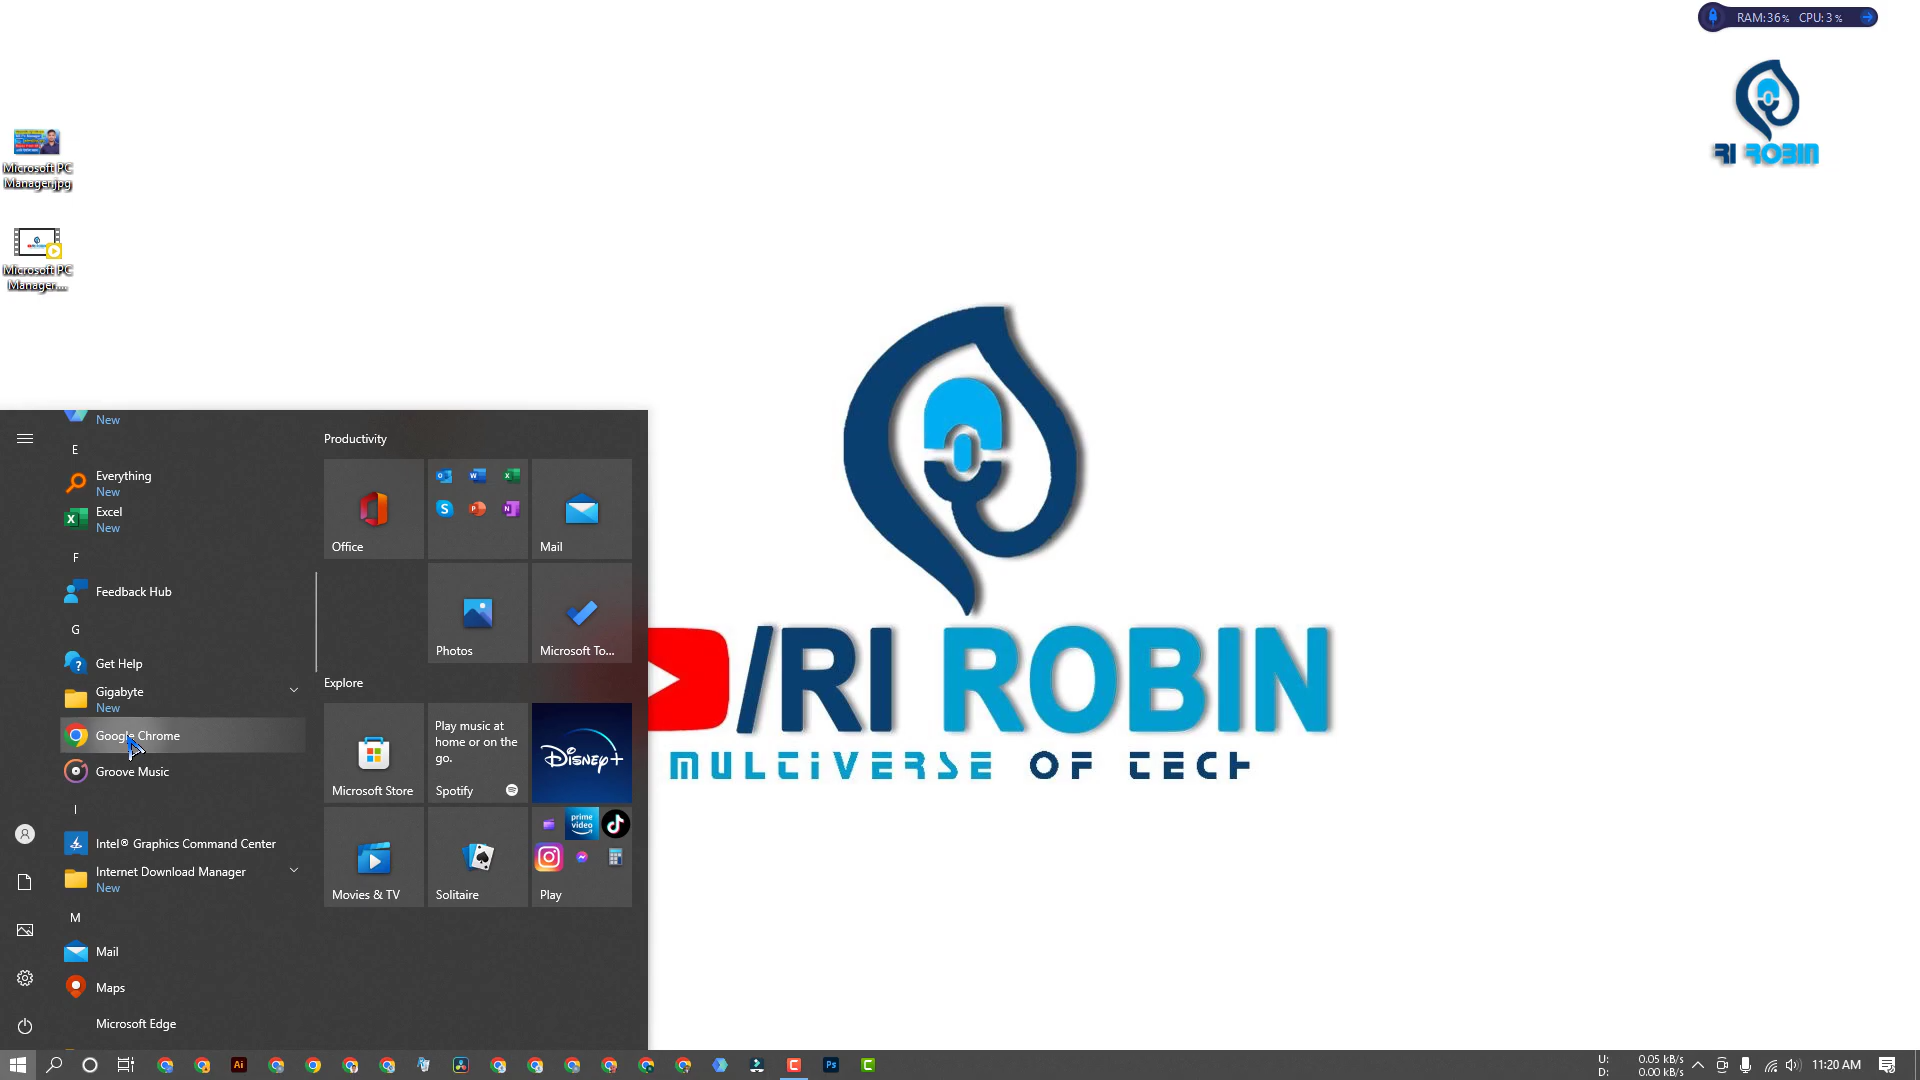 RAM:36% CPU: 3 %
RI ROBIN
Microsoft PC
Manager.jpg
Microsoft PC
Manager....
/RI ROBIN
MULTIVERSE OF TECH
New
E
Everything
New
Excel
New
F
Feedback Hub
G
Get Help
Gigabyte
New
Google Chrome
Groove Music
I
Intel® Graphics Command Center
Internet Download Manager
New
M
Mail
Maps
Microsoft Edge
Productivity
Office
Mail
Photos
Microsoft To...
Explore
Microsoft Store
Play music at
home or on the
go.
Spotify
Disney+
Movies & TV
Solitaire
prime
video
Play
U: 0.05 kB/s
D: 0.00 kB/s
11:20 AM